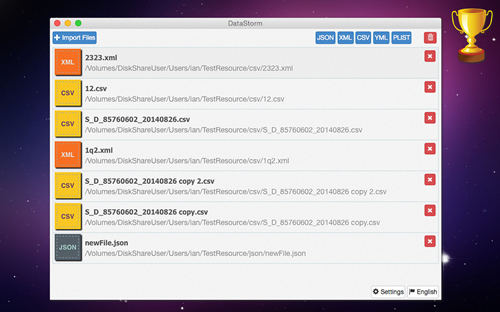 DataStorm
Import Files JSON XML CSV YML PLIST
XML 2323.xml
/Volumes/DiskShareUser/Users/ian/TestResource/csv/2323.xml
CSV 12.csv
/Volumes/DiskShareUser/Users/ian/TestResource/csv/12.csv
CSV S_D_85760602_20140826.csv
/Volumes/DiskShareUser/Users/ian/TestResource/csv/S_D_85760602_20140826.csv
XML 1q2.xml
/Volumes/DiskShareUser/Users/ian/TestResource/csv/1q2.xml
CSV S_D_85760602_20140826 copy 2.csv
/Volumes/DiskShareUser/Users/ian/TestResource/csv/S_D_85760602_20140826 copy 2.csv
CSV S_D_85760602_20140826 copy.csv
/Volumes/DiskShareUser/Users/ian/TestResource/csv/S_D_85760602_20140826 copy.csv
JSON newFile.json
/Volumes/DiskShareUser/Users/ian/TestResource/json/newFile.json
Settings English